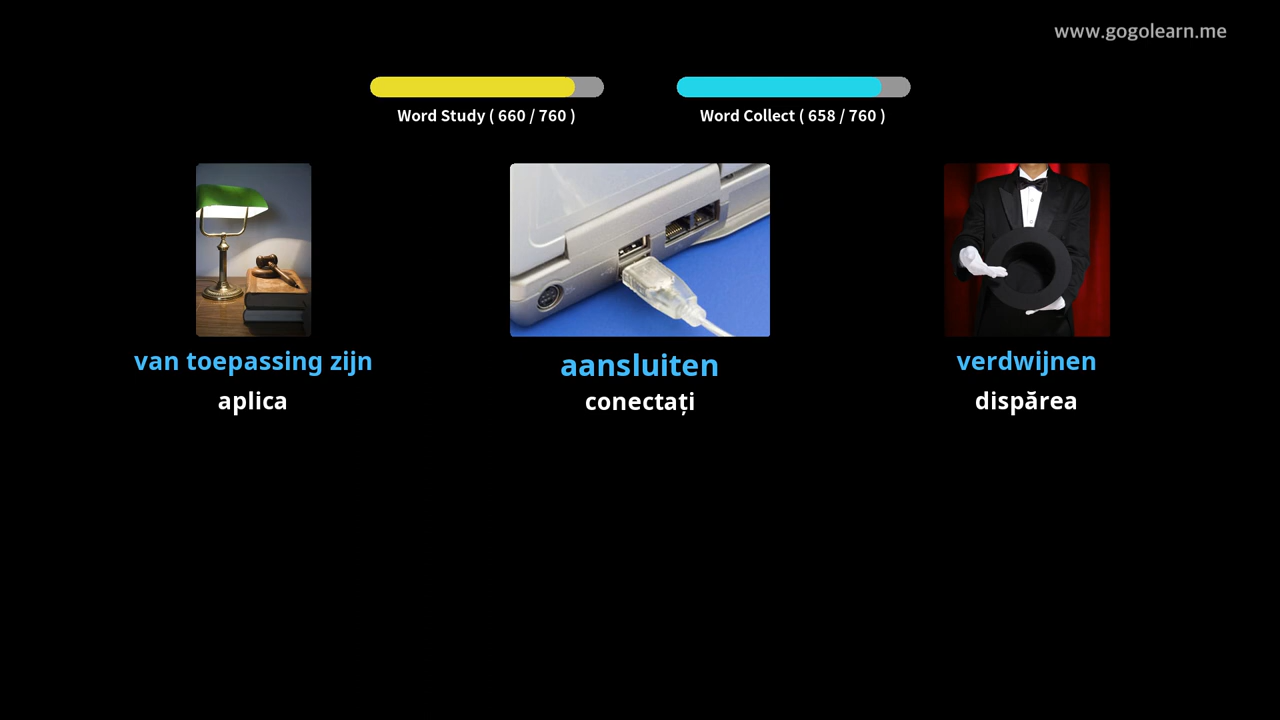 www.gogolearn.me
Word Study ( 660 / 760 )
Word Collect ( 658 / 760 )
van toepassing zijn
aplica
aansluiten
conectați
verdwijnen
dispărea